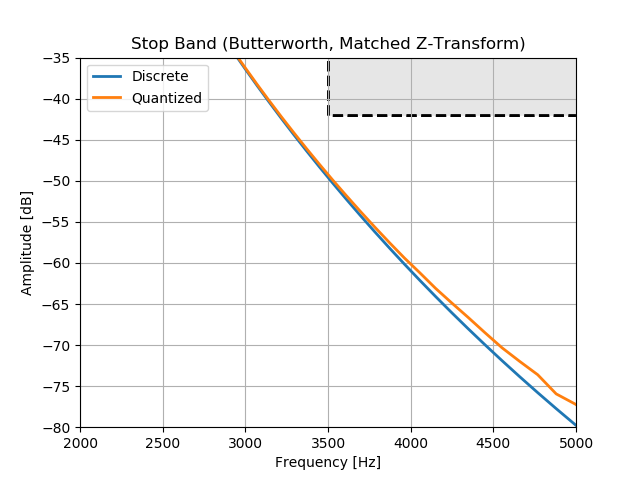 Stop Band (Butterworth, Matched Z-Transform)
Discrete
Quantized
−35
−40
−45
−50
−55
−60
−65
−70
−75
−80
Amplitude [dB]
2000 2500 3000 3500 4000 4500 5000
Frequency [Hz]